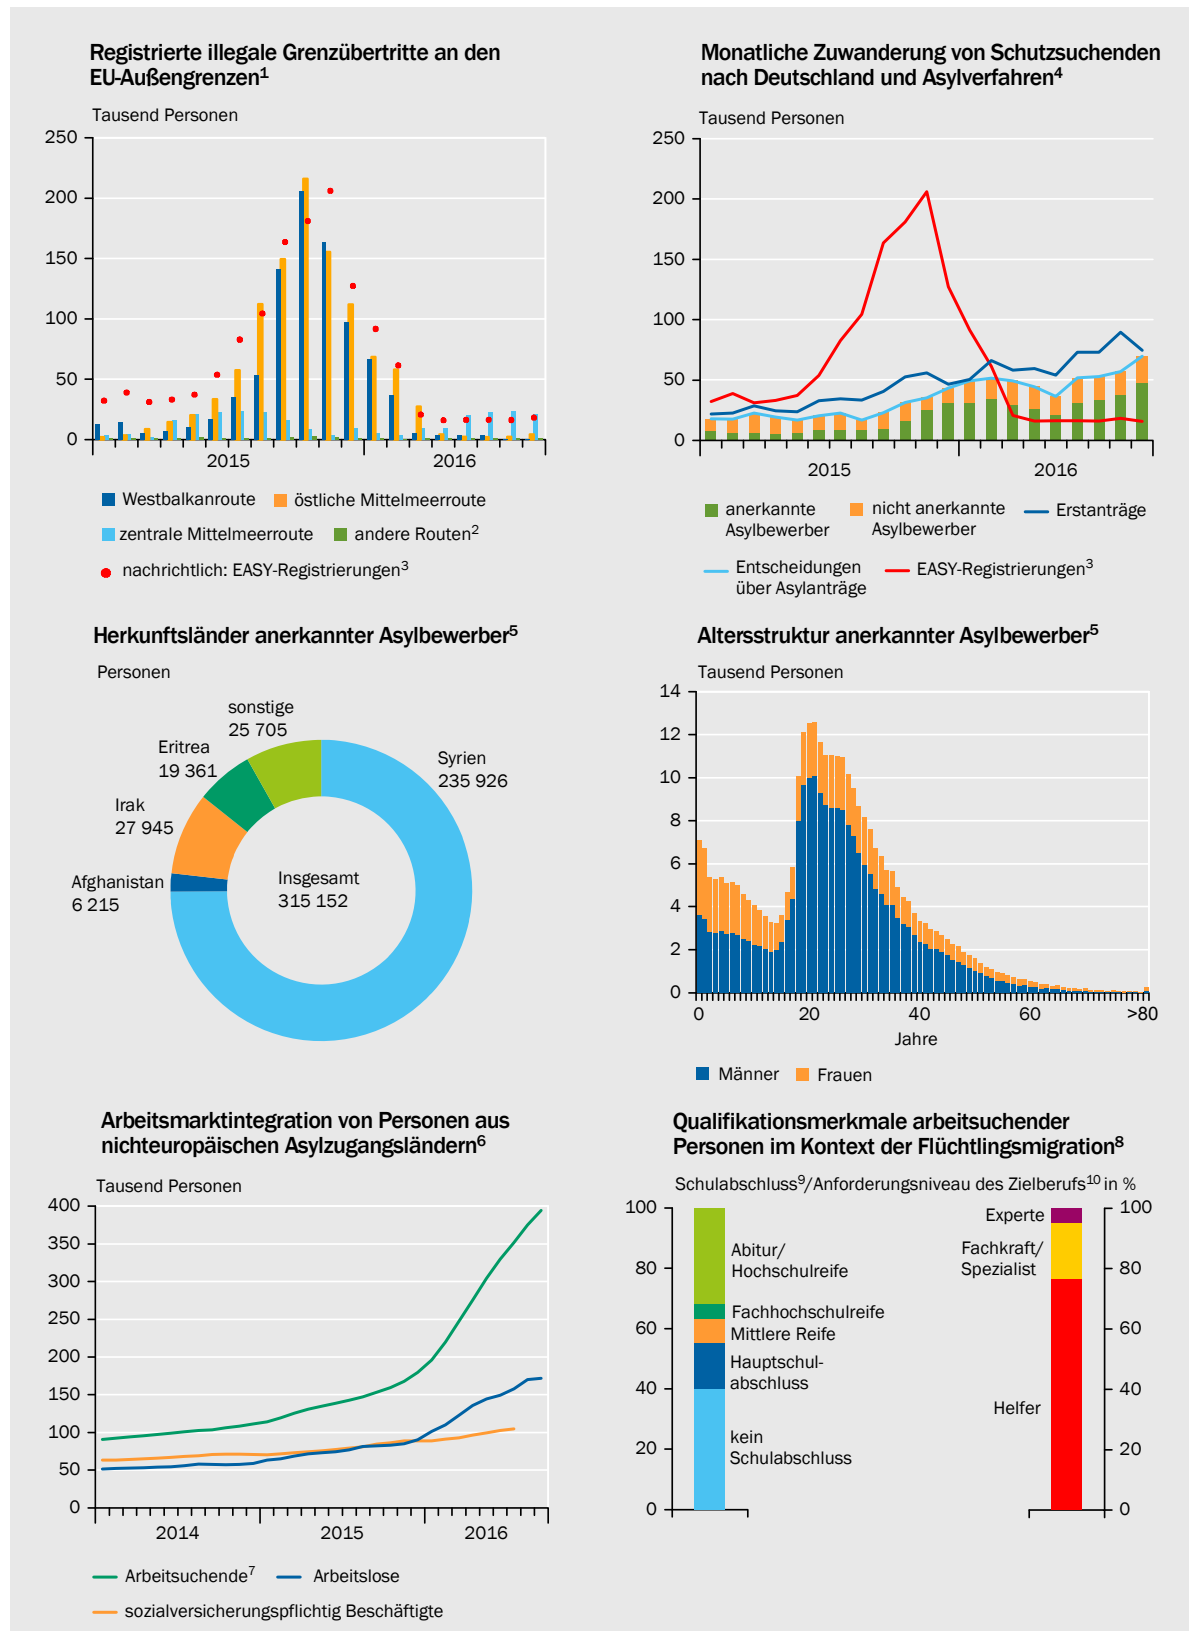 Registrierte illegale Grenzübertritte an den
EU-Außengrenzen¹
Tausend Personen
250
200
150
100
50
0
2015
2016
Westbalkanroute
östliche Mittelmeerroute
zentrale Mittelmeerroute
andere Routen²
nachrichtlich: EASY-Registrierungen³
Monatliche Zuwanderung von Schutzsuchenden
nach Deutschland und Asylverfahren⁴
Tausend Personen
250
200
150
100
50
0
2015
2016
anerkannte
Asylbewerber
nicht anerkannte
Asylbewerber
Erstanträge
Entscheidungen
über Asylanträge
EASY-Registrierungen³
Herkunftsländer anerkannter Asylbewerber⁵
Personen
sonstige
25 705
Eritrea
19 361
Irak
27 945
Afghanistan
6 215
Syrien
235 926
Insgesamt
315 152
Altersstruktur anerkannter Asylbewerber⁵
Tausend Personen
14
12
10
8
6
4
2
0
0
20
40
60
>80
Jahre
Männer
Frauen
Arbeitsmarktintegration von Personen aus
nichteuropäischen Asylzugangsländern⁶
Tausend Personen
400
350
300
250
200
150
100
50
0
2014
2015
2016
Arbeitsuchende⁷
Arbeitslose
sozialversicherungspflichtig Beschäftigte
Qualifikationsmerkmale arbeitsuchender
Personen im Kontext der Flüchtlingsmigration⁸
Schulabschluss⁹/Anforderungsniveau des Zielberufs¹⁰ in %
100
80
60
40
20
0
Abitur/
Hochschulreife
Fachhochschulreife
Mittlere Reife
Hauptschul-
abschluss
kein
Schulabschluss
Experte
Fachkraft/
Spezialist
Helfer
100
80
60
40
20
0